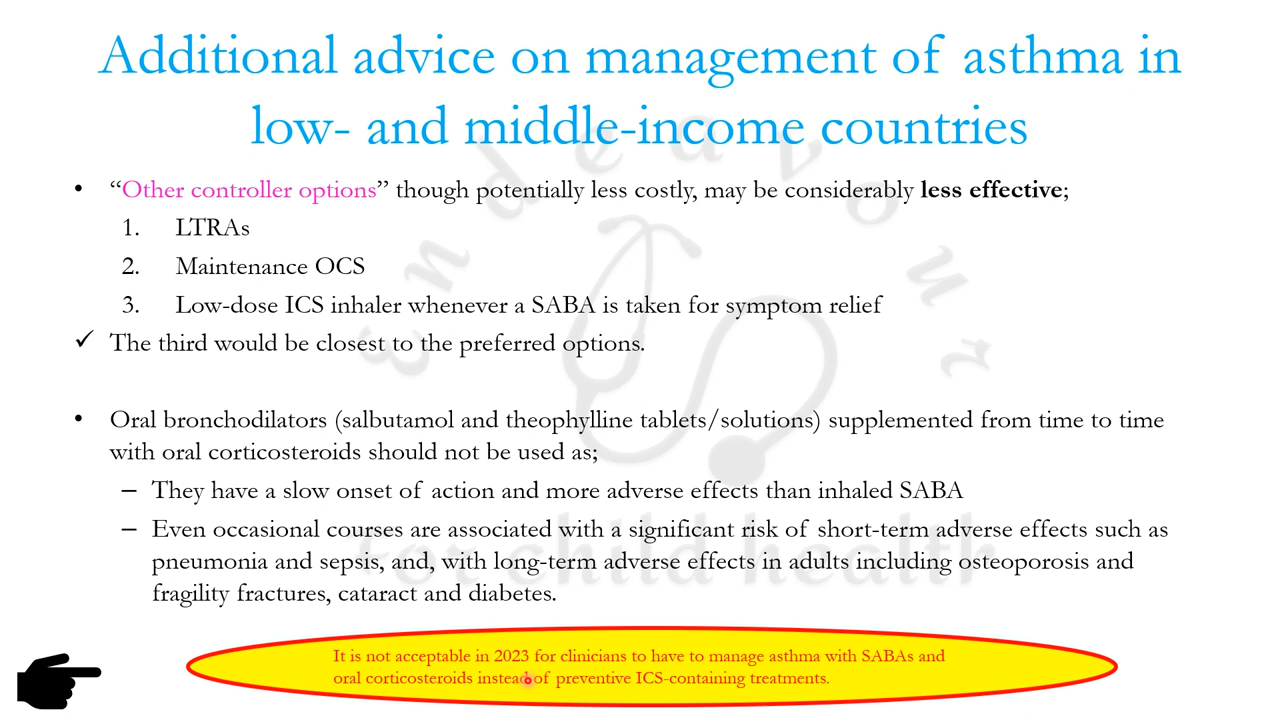 Additional advice on management of asthma in
low- and middle-income countries
• “Other controller options” though potentially less costly, may be considerably less effective;
1. LTRAs
2. Maintenance OCS
3. Low-dose ICS inhaler whenever a SABA is taken for symptom relief
✓ The third would be closest to the preferred options.
• Oral bronchodilators (salbutamol and theophylline tablets/solutions) supplemented from time to time
with oral corticosteroids should not be used as;
– They have a slow onset of action and more adverse effects than inhaled SABA
– Even occasional courses are associated with a significant risk of short-term adverse effects such as
pneumonia and sepsis, and, with long-term adverse effects in adults including osteoporosis and
fragility fractures, cataract and diabetes.
It is not acceptable in 2023 for clinicians to have to manage asthma with SABAs and
oral corticosteroids instead of preventive ICS-containing treatments.
Endeavour
for child health